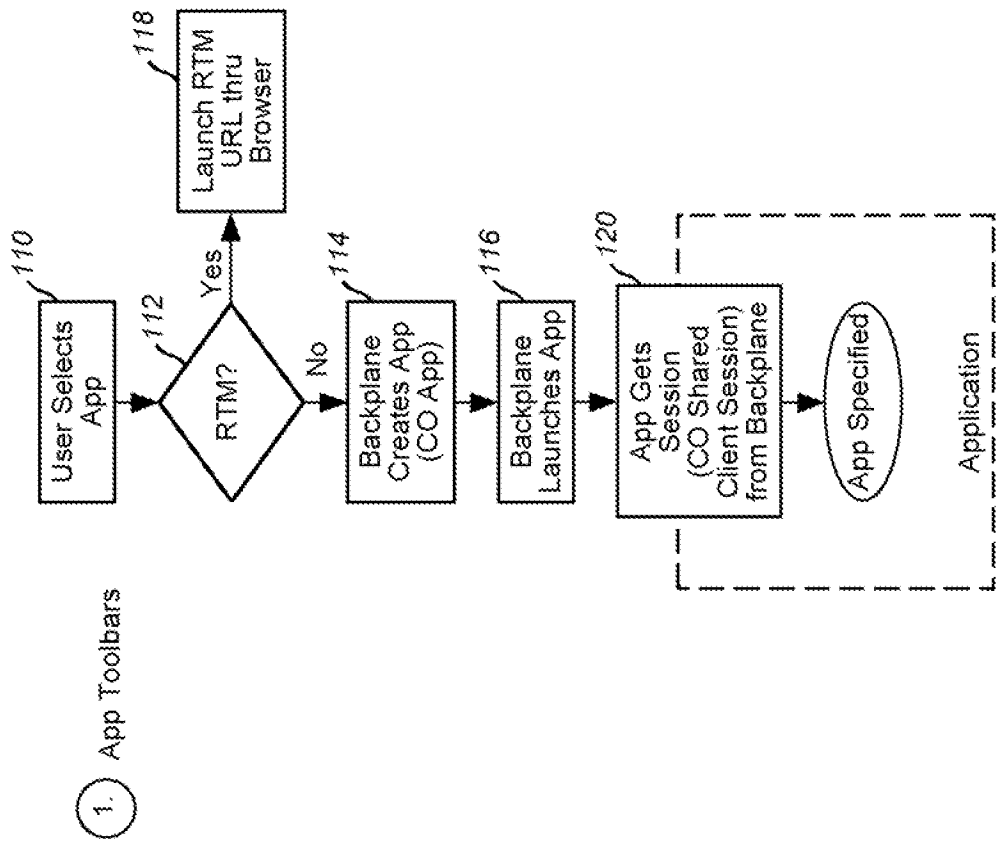 1.
App Toolbars
110
User Selects
App
112
RTM?
Yes
118
Launch RTM
URL thru
Browser
No
114
Backplane
Creates App
(CO App)
116
Backplane
Launches App
120
App Gets
Session
(CO Shared
Client Session)
from Backplane
App Specified
Application